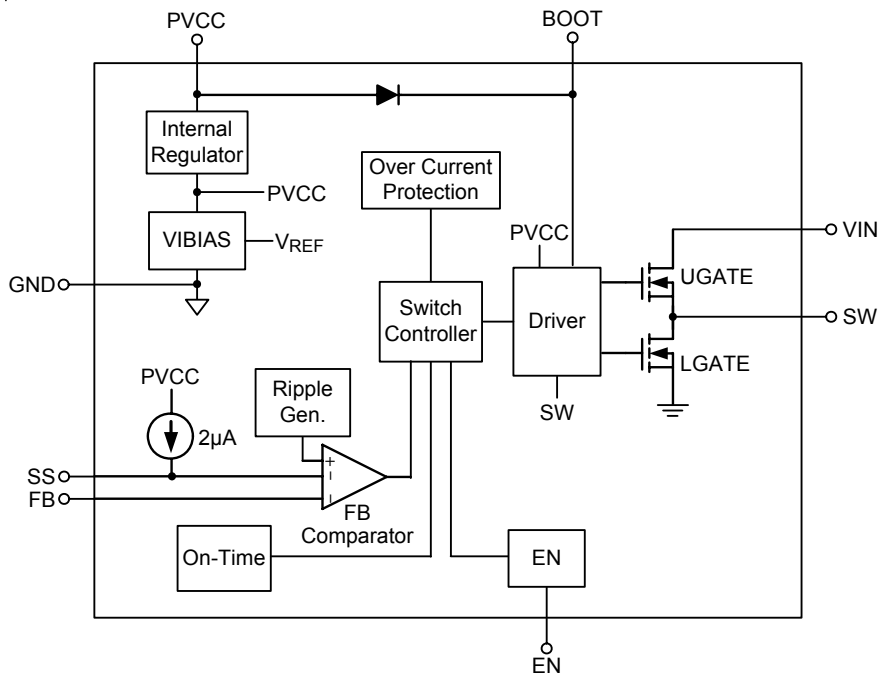 PVCC
BOOT
Internal
Regulator
Over Current
Protection
PVCC
PVCC
VIN
VIBIAS
VREF
UGATE
GND
Switch
Controller
Driver
SW
LGATE
PVCC
Ripple
Gen.
SW
2µA
+
SS
-
FB
-
FB
Comparator
On-Time
EN
EN